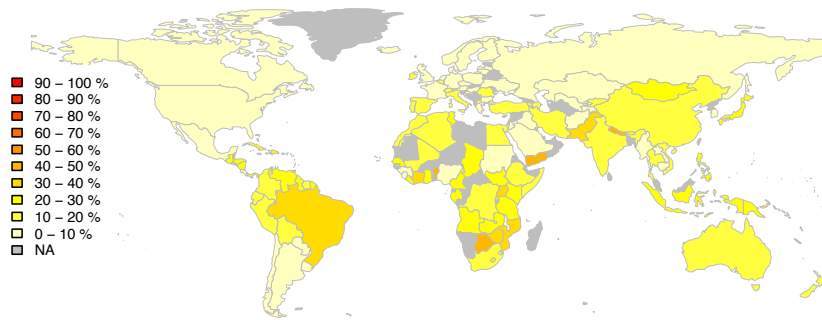 90 – 100 %
80 – 90 %
70 – 80 %
60 – 70 %
50 – 60 %
40 – 50 %
30 – 40 %
20 – 30 %
10 – 20 %
0 – 10 %
NA